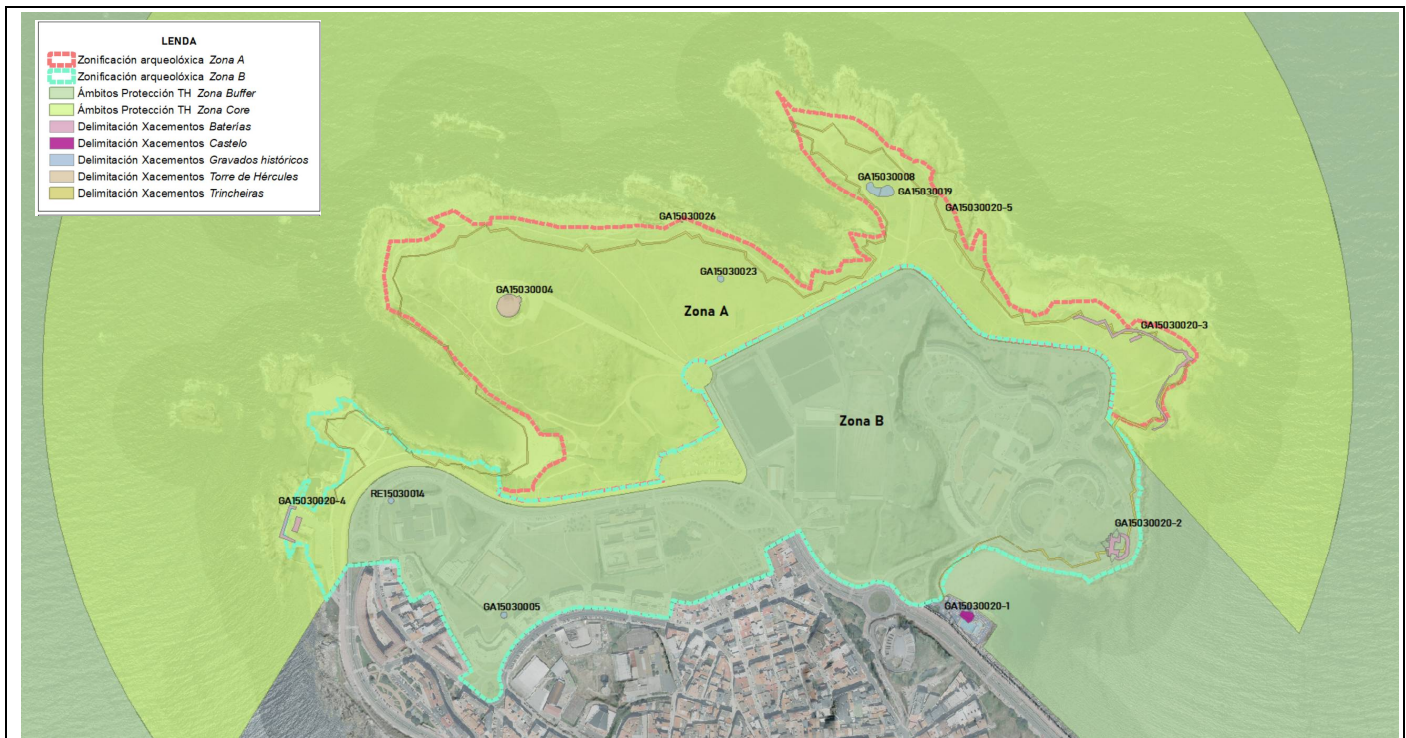 LENDA
Zonificación arqueolóxica Zona A
Zonificación arqueolóxica Zona B
Ámbitos Protección TH Zona Buffer
Ámbitos Protección TH Zona Core
Delimitación Xacementos Baterías
Delimitación Xacementos Castelo
Delimitación Xacementos Gravados históricos
Delimitación Xacementos Torre de Hércules
Delimitación Xacementos Trincheiras
GA15030008
GA15030019
GA15030020-5
GA15030026
GA15030023
GA15030004
Zona A
GA15030020-3
Zona B
RE15030014
GA15030020-4
GA15030020-2
GA15030005
GA15030020-1